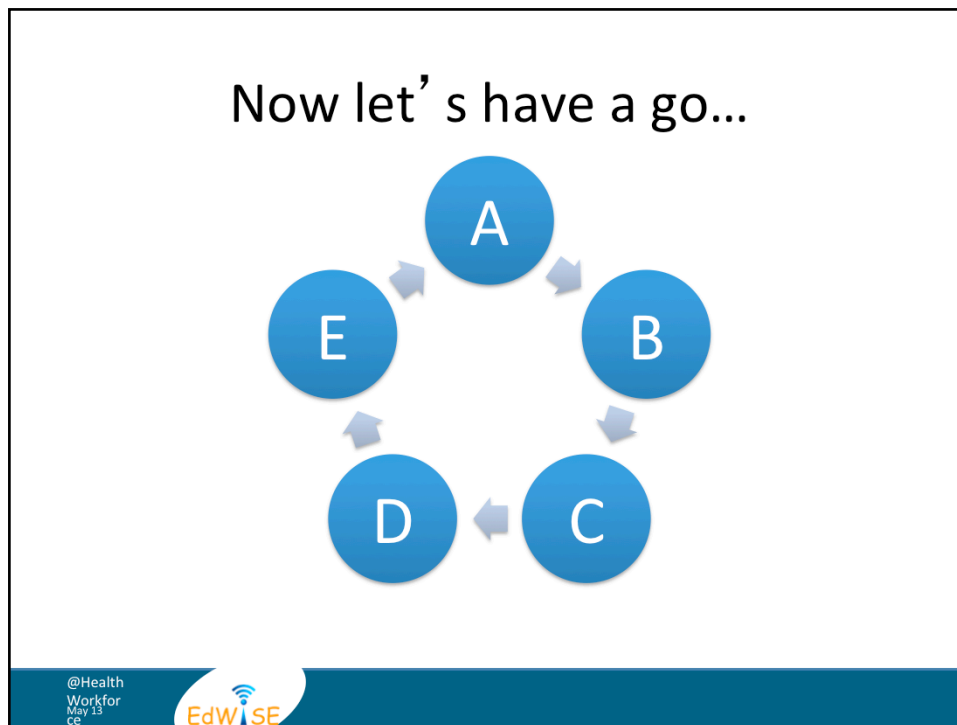 Now let’s have a go…
A
E
B
D
C
@Health
Workfor
May 13
ce
EdWiSE